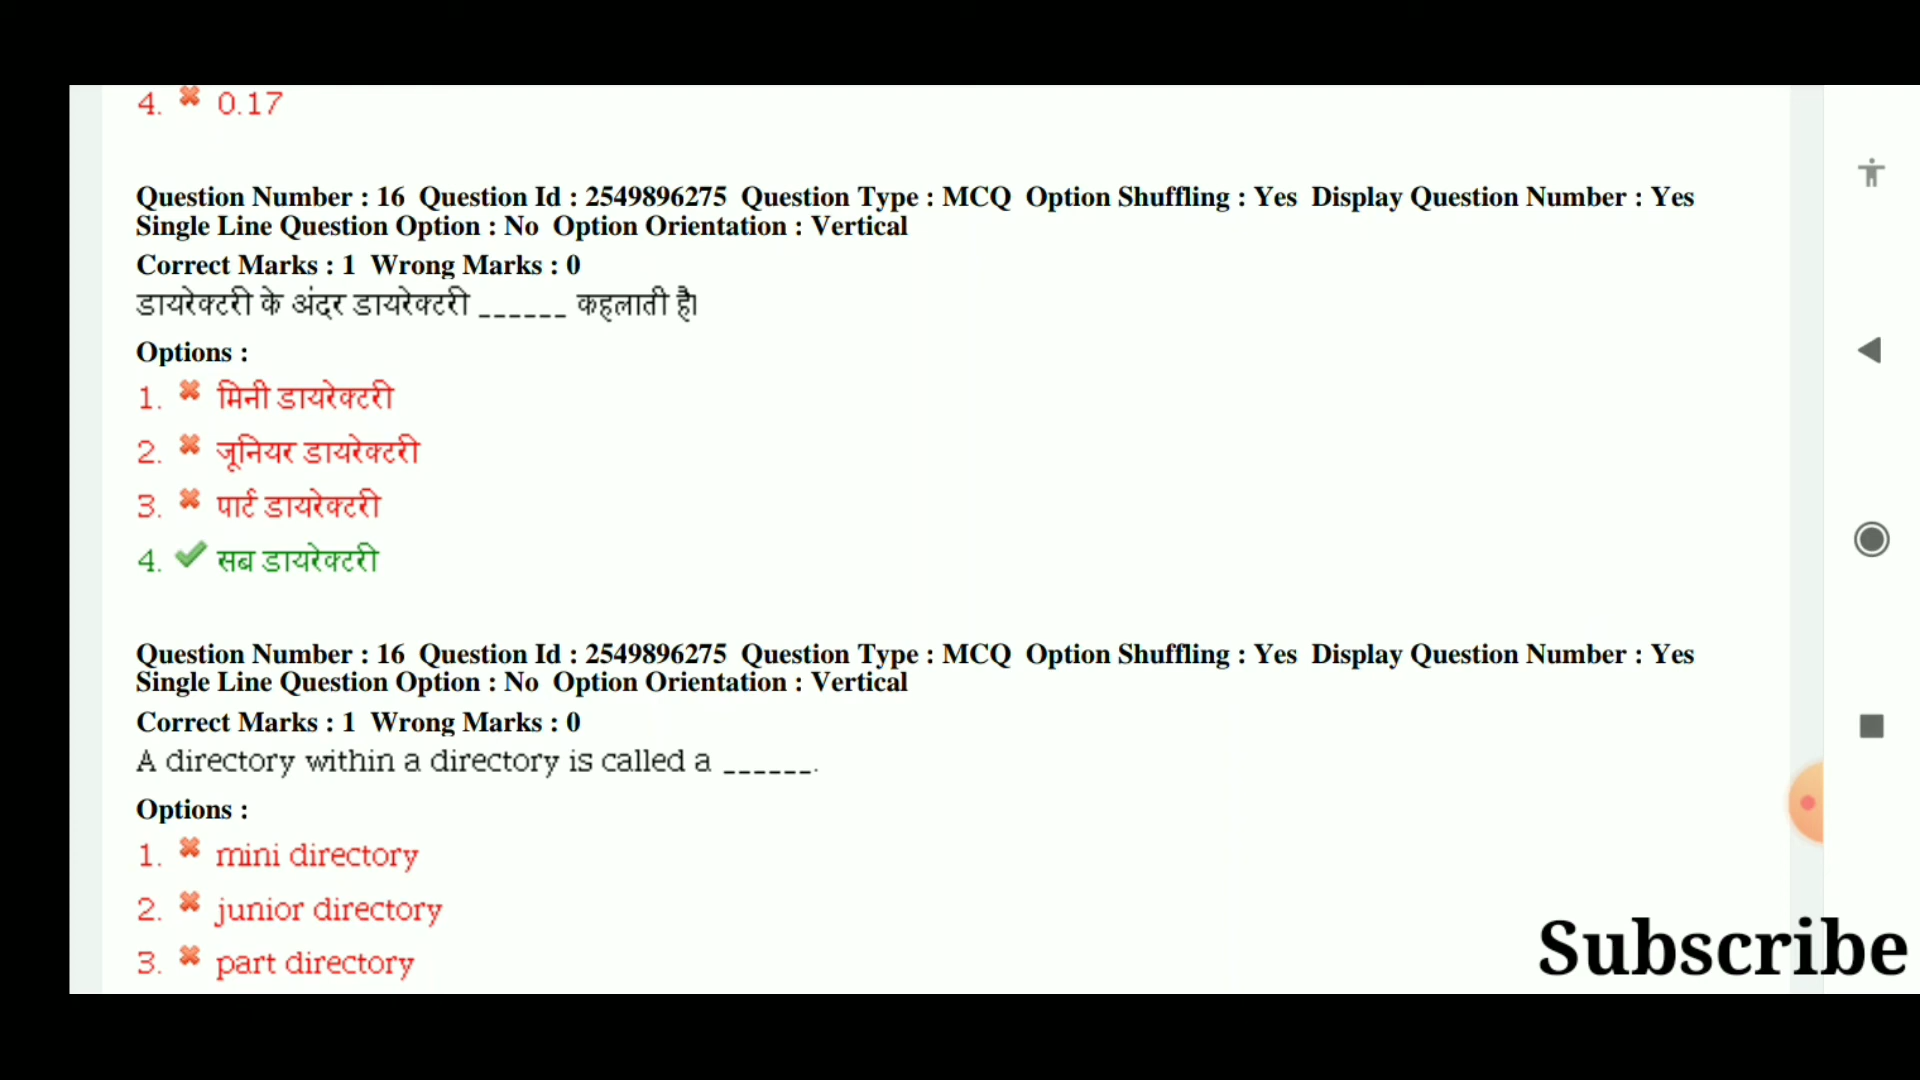 4. 0.17
Question Number : 16 Question Id : 2549896275 Question Type : MCQ Option Shuffling : Yes Display Question Number : Yes
Single Line Question Option : No Option Orientation : Vertical
Correct Marks : 1 Wrong Marks : 0
डायरेक्टरी के अंदर डायरेक्टरी ______ कहलाती है।
Options :
1. मिनी डायरेक्टरी
2. जूनियर डायरेक्टरी
3. पार्ट डायरेक्टरी
4. सब डायरेक्टरी
Question Number : 16 Question Id : 2549896275 Question Type : MCQ Option Shuffling : Yes Display Question Number : Yes
Single Line Question Option : No Option Orientation : Vertical
Correct Marks : 1 Wrong Marks : 0
A directory within a directory is called a ______.
Options :
1. mini directory
2. junior directory
3. part directory
Subscribe